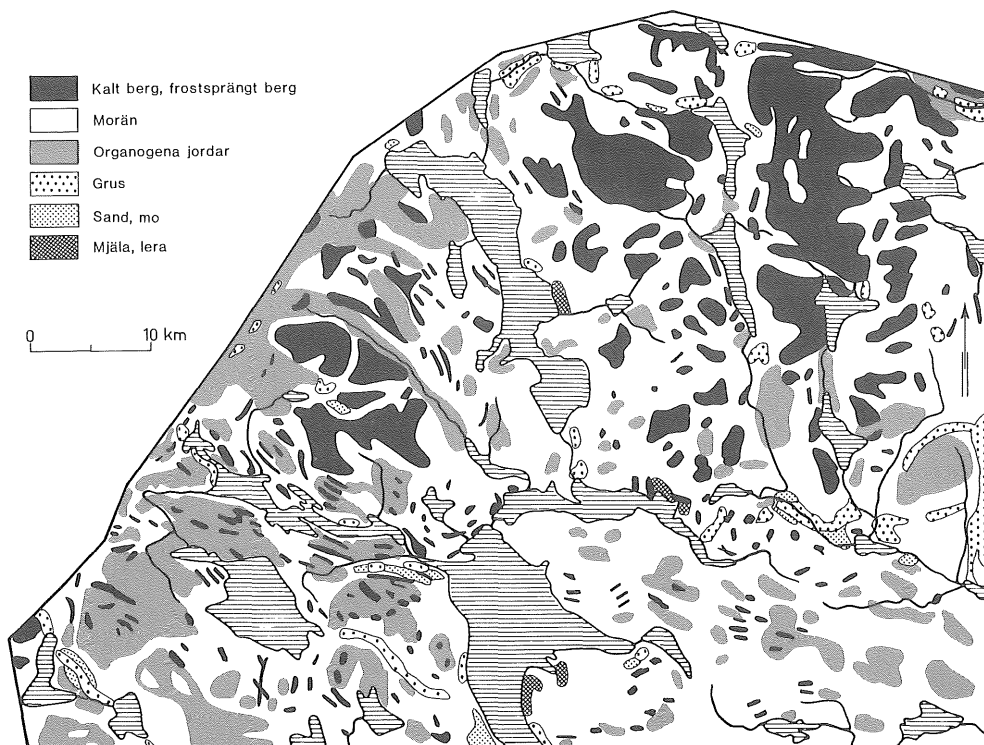 Kalt berg, frostsprängt berg
Morän
Organogena jordar
Grus
Sand, mo
Mjäla, lera
0 10 km